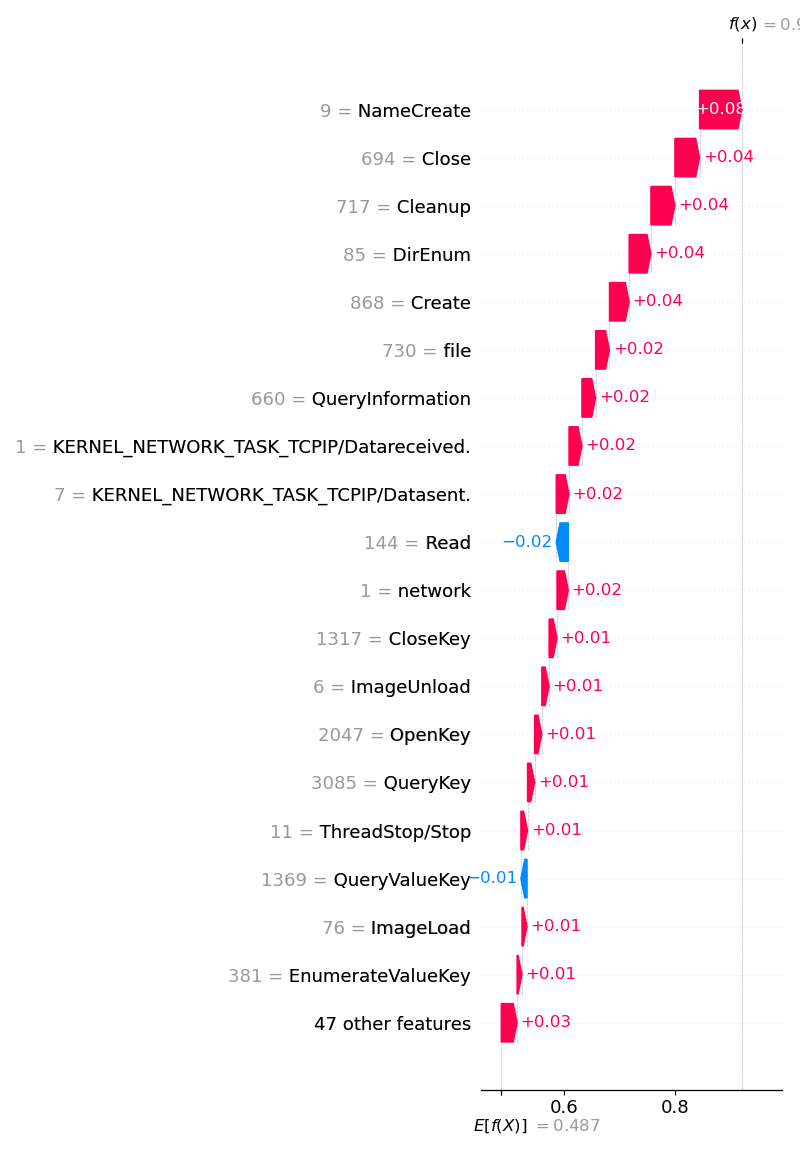 f(x) = 0.9
9 = NameCreate
+0.08
694 = Close
+0.04
717 = Cleanup
+0.04
85 = DirEnum
+0.04
868 = Create
+0.04
730 = file
+0.02
660 = QueryInformation
+0.02
1 = KERNEL_NETWORK_TASK_TCPIP/Datareceived.
+0.02
7 = KERNEL_NETWORK_TASK_TCPIP/Datasent.
+0.02
144 = Read
−0.02
1 = network
+0.02
1317 = CloseKey
+0.01
6 = ImageUnload
+0.01
2047 = OpenKey
+0.01
3085 = QueryKey
+0.01
11 = ThreadStop/Stop
+0.01
1369 = QueryValueKey
−0.01
76 = ImageLoad
+0.01
381 = EnumerateValueKey
+0.01
47 other features
+0.03
0.6 0.8
E[f(X)] = 0.487